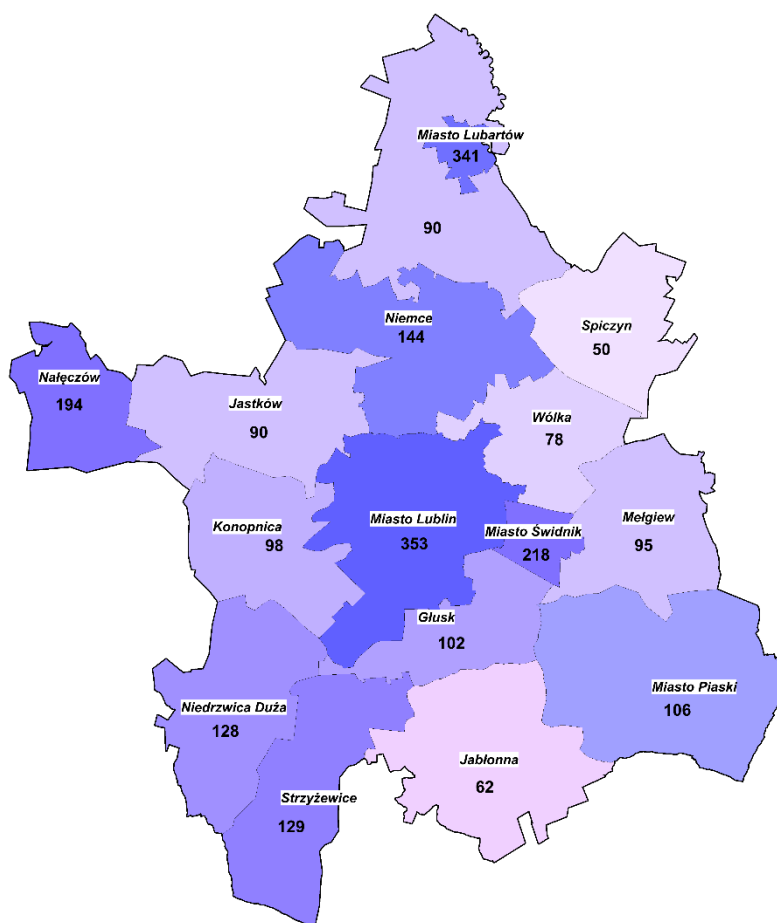 Miasto Lubartów
341
90
Niemce
144
Spiczyn
50
Nałęczów
194
Jastków
90
Wólka
78
Konopnica
98
Miasto Lublin
353
Miasto Świdnik
218
Mełgiew
95
Głusk
102
Miasto Piaski
106
Niedrzwica Duża
128
Jabłonna
62
Strzyżewice
129